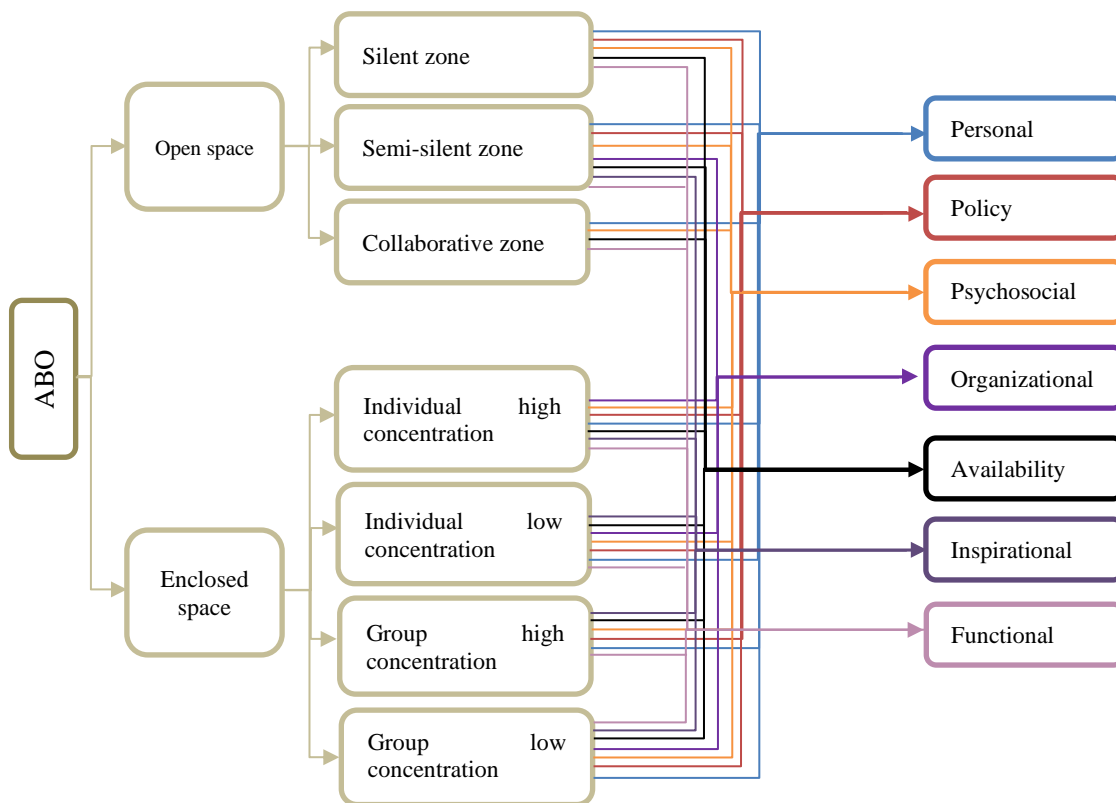 ABO
Open space
Enclosed
space
Silent zone
Semi-silent zone
Collaborative zone
Individual high
concentration
Individual low
concentration
Group high
concentration
Group low
concentration
Personal
Policy
Psychosocial
Organizational
Availability
Inspirational
Functional